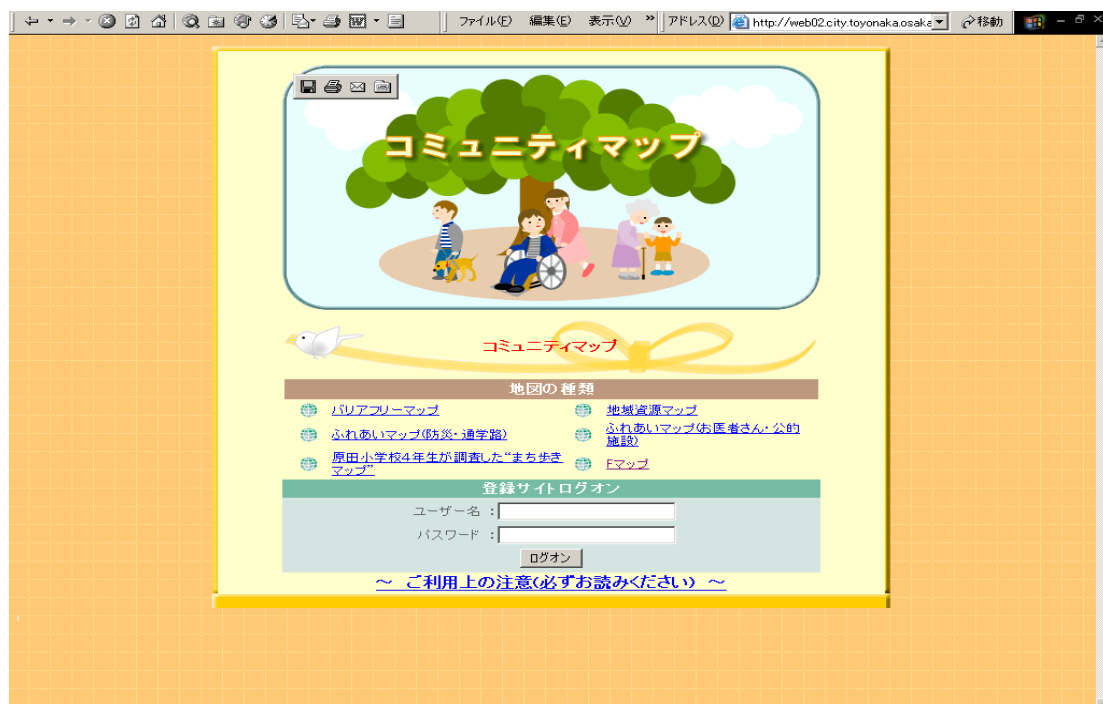 ファイル(F) 編集(E) 表示(V) » アドレス(D) http://web02.city.toyonaka.osaka 移動
コミュニティマップ
コミュニティマップ
地図の種類
バリアフリーマップ 地域資源マップ
ふれあいマップ(防災・通学路) ふれあいマップ(お医者さん・公的
施設)
原田小学校4年生が調査した“まち歩き
マップ” Fマップ
登録サイトログオン
ユーザー名 :
パスワード :
ログオン
～ ご利用上の注意(必ずお読みください) ～